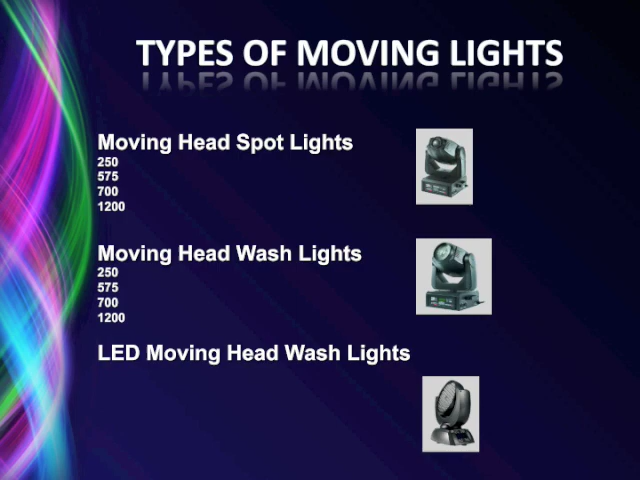 TYPES OF MOVING LIGHTS
Moving Head Spot Lights
250
575
700
1200
Moving Head Wash Lights
250
575
700
1200
LED Moving Head Wash Lights